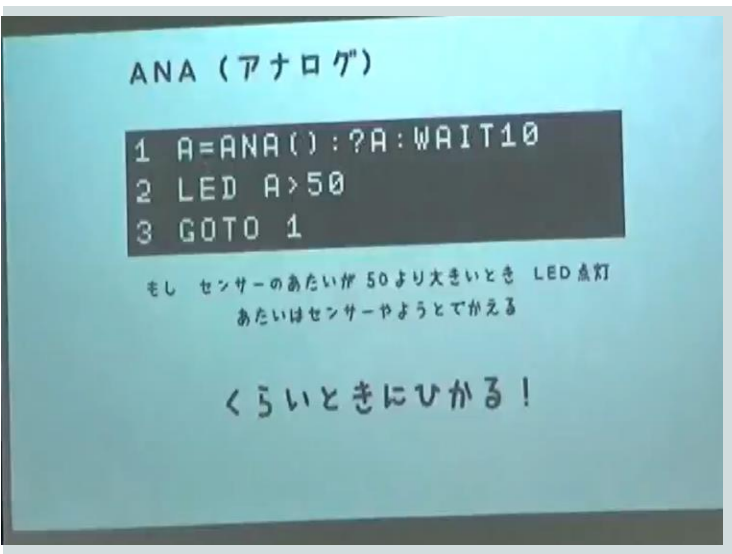 ANA (アナログ)
1 A=ANA():?A:WAIT10
2 LED A>50
3 GOTO 1
もし センサーのあたいが 50より大きいとき LED点灯
あたいはセンサーやようとでかえる
くらいときにひかる！